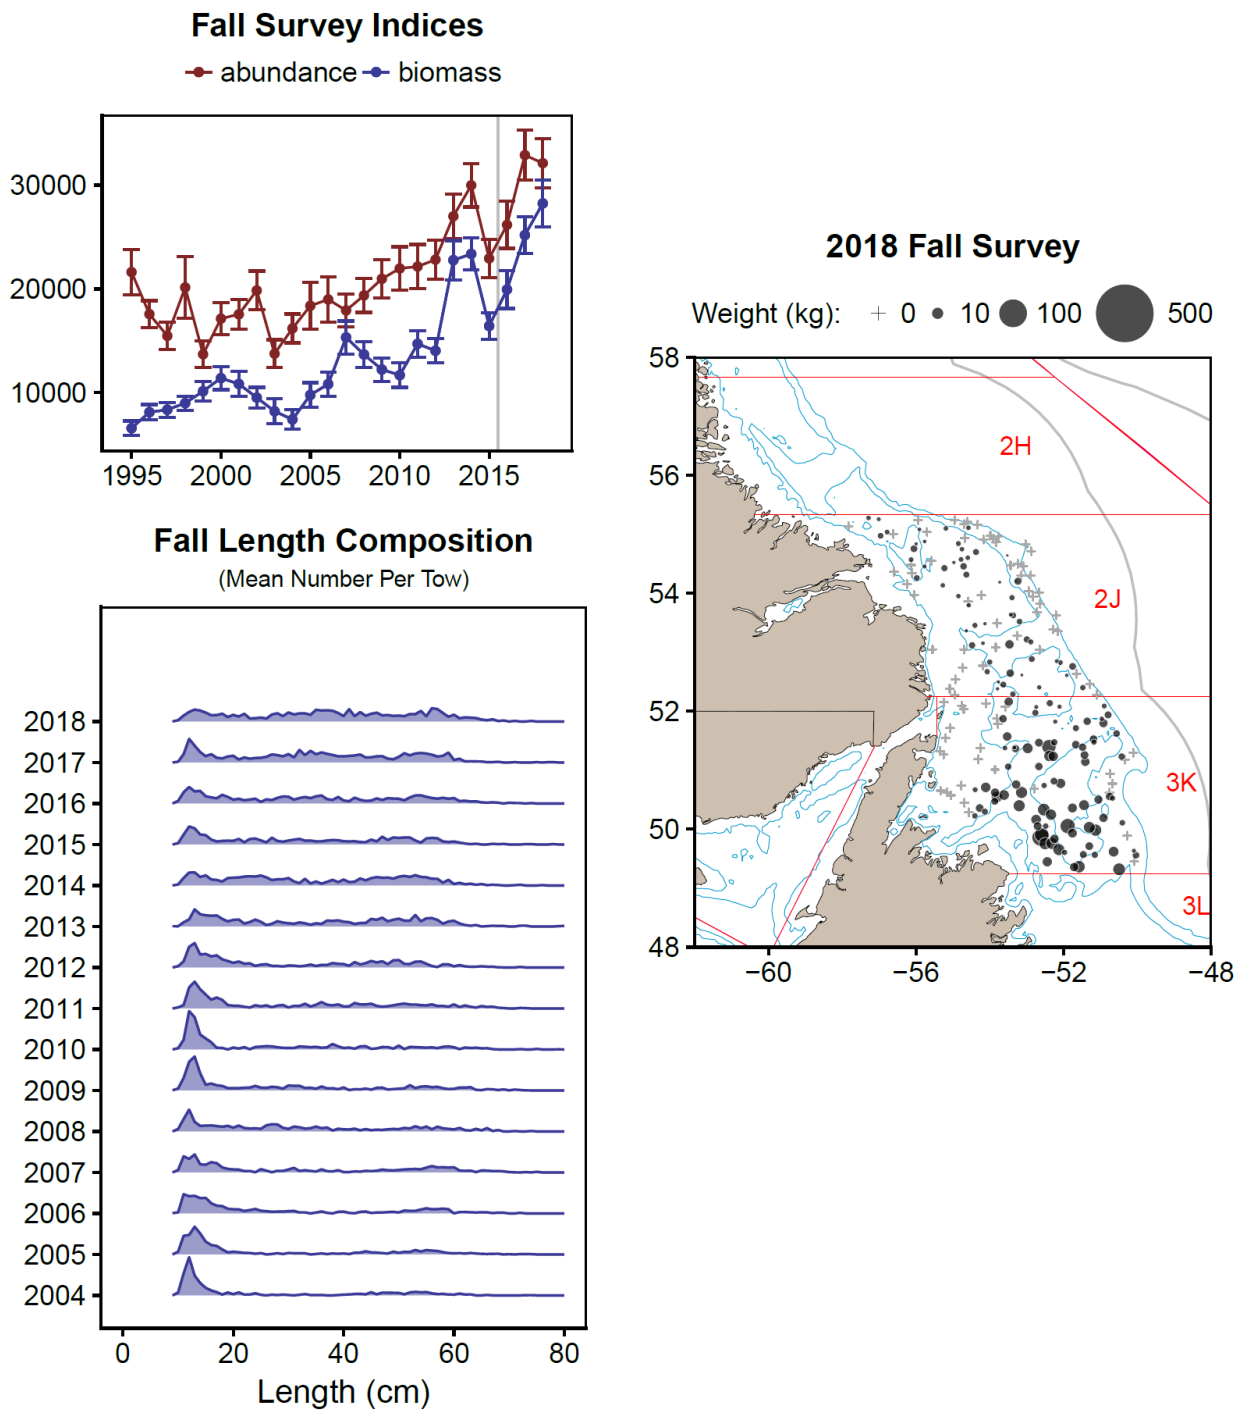 Fall Survey Indices
abundance biomass
30000
20000
10000
1995 2000 2005 2010 2015
Fall Length Composition
(Mean Number Per Tow)
2018
2017
2016
2015
2014
2013
2012
2011
2010
2009
2008
2007
2006
2005
2004
0 20 40 60 80
Length (cm)
2018 Fall Survey
Weight (kg): 0 10 100 500
58
56
54
52
50
48
2H
2J
3K
3L
−60 −56 −52 −48